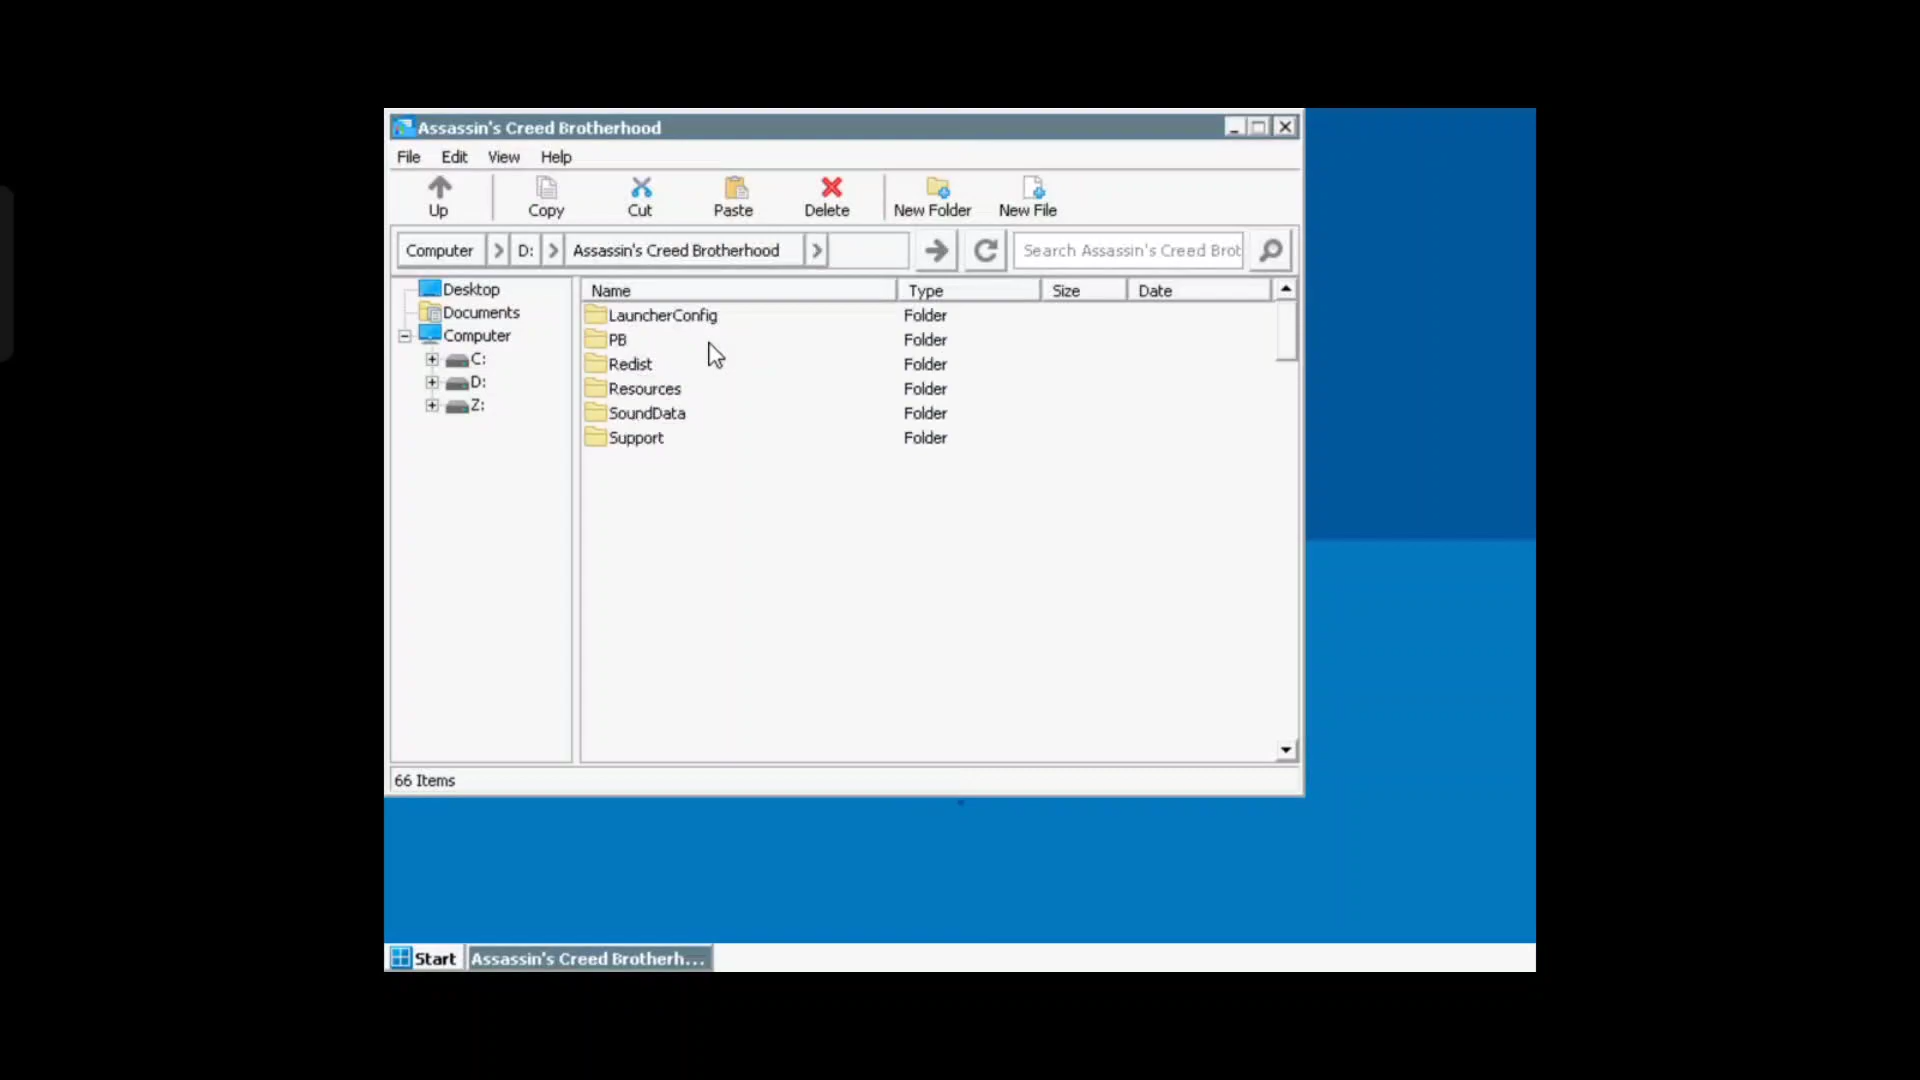 Assassin's Creed Brotherhood
File Edit View Help
Up Copy Cut Paste Delete New Folder New File
Computer D: Assassin's Creed Brotherhood Search Assassin's Creed Brot
Desktop
Documents
Computer
C:
D:
Z:
Name Type Size Date
LauncherConfig Folder
PB Folder
Redist Folder
Resources Folder
SoundData Folder
Support Folder
66 Items
Start Assassin's Creed Brotherh...